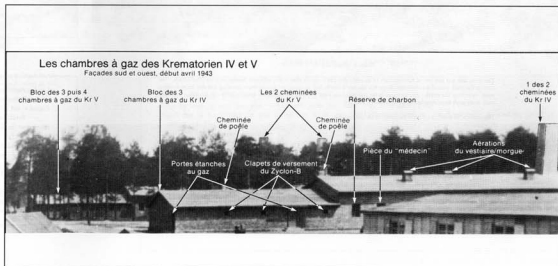 Les chambres à gaz des Krematorien IV et V
Façades sud et ouest, début avril 1943
Bloc des 3 puis 4
chambres à gaz du Kr V
Bloc des 3
chambres à gaz du Kr IV
Les 2 cheminées
du Kr V
Réserve de charbon
1 des 2
cheminées
du Kr IV
Cheminée
de poêle
Cheminée
de poêle
Portes étanches
au gaz
Clapets de versement
du Zyclon-B
Pièce du "médecin"
Aérations
du vestiaire/morgue